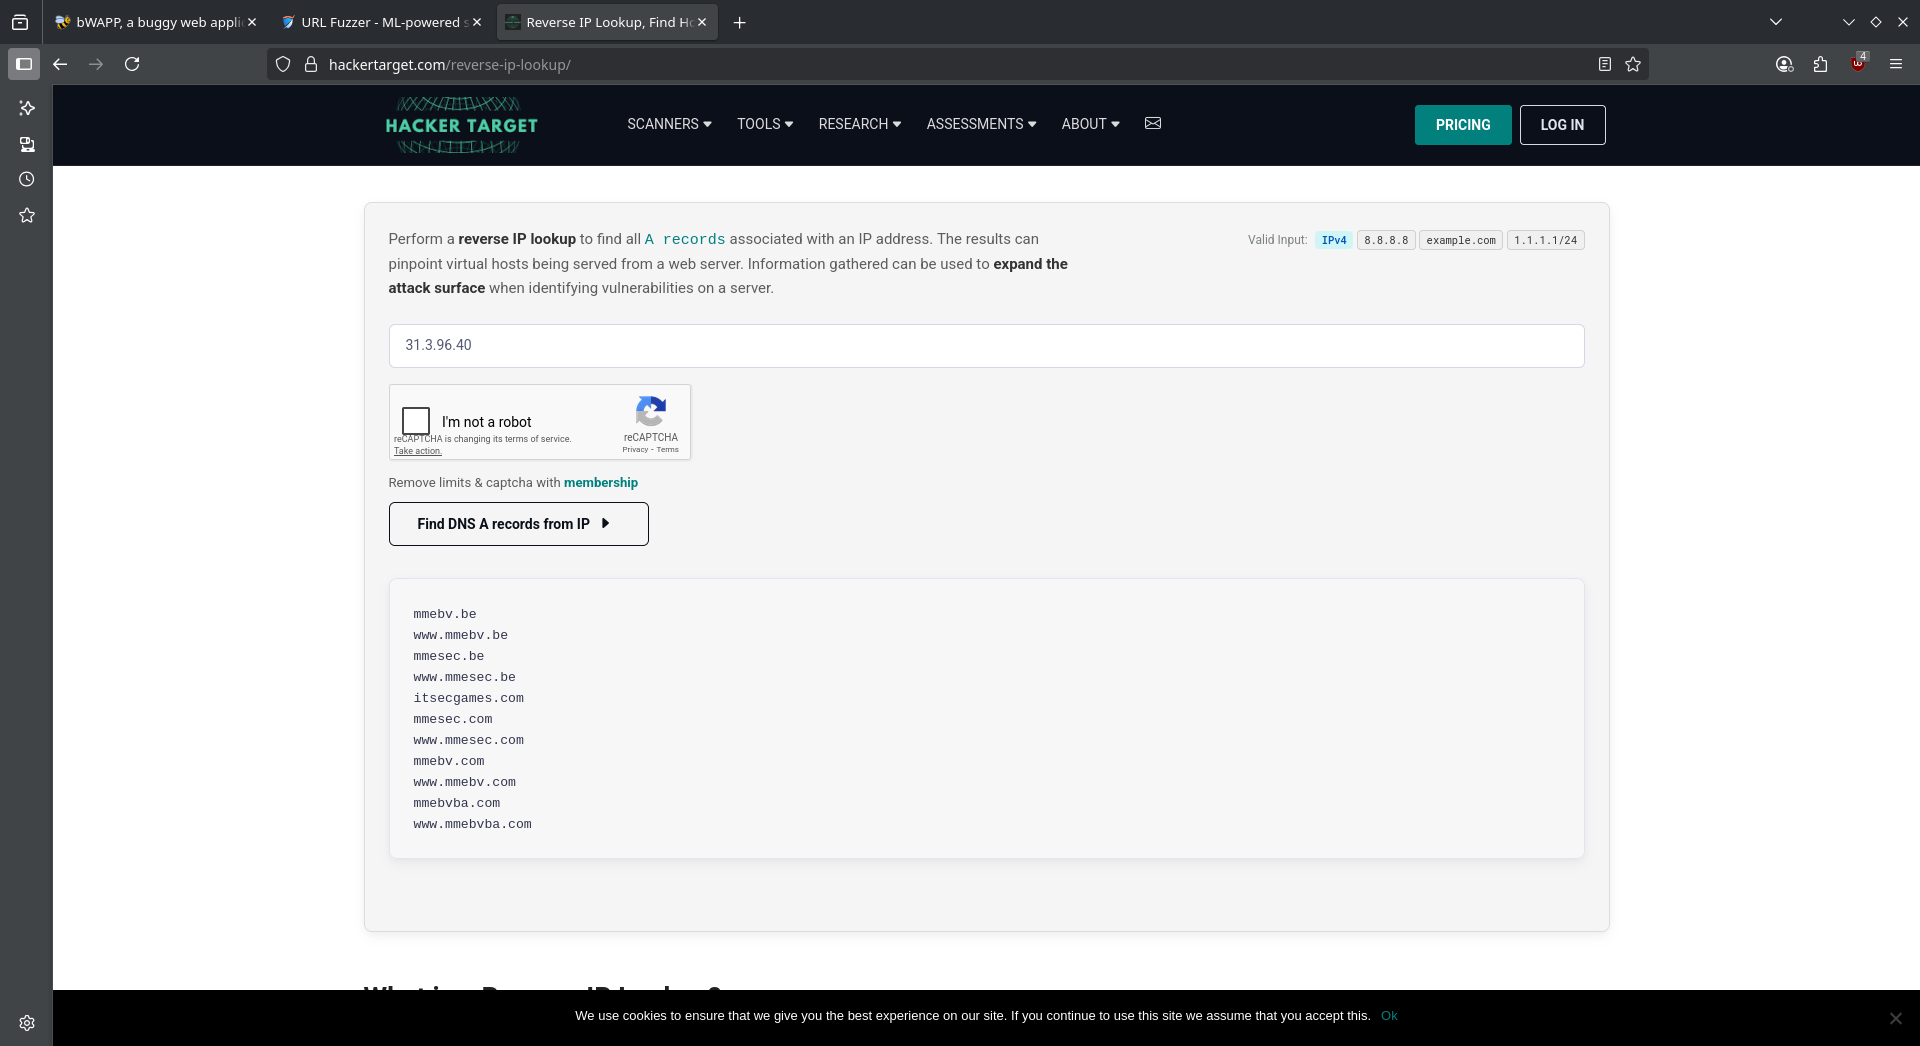 bWAPP, a buggy web appli
URL Fuzzer - ML-powered s
Reverse IP Lookup, Find Ho
hackertarget.com/reverse-ip-lookup/
4
HACKER TARGET
SCANNERS
TOOLS
RESEARCH
ASSESSMENTS
ABOUT
PRICING
LOG IN
Perform a reverse IP lookup to find all A records associated with an IP address. The results can
pinpoint virtual hosts being served from a web server. Information gathered can be used to expand the
attack surface when identifying vulnerabilities on a server.
Valid Input: IPv4 8.8.8.8 example.com 1.1.1.1/24
31.3.96.40
I'm not a robot
reCAPTCHA is changing its terms of service.
Take action.
reCAPTCHA
Privacy - Terms
Remove limits & captcha with membership
Find DNS A records from IP
mmebv.be
www.mmebv.be
mmesec.be
www.mmesec.be
itsecgames.com
mmesec.com
www.mmesec.com
mmebv.com
www.mmebv.com
mmebvba.com
www.mmebvba.com
We use cookies to ensure that we give you the best experience on our site. If you continue to use this site we assume that you accept this. Ok